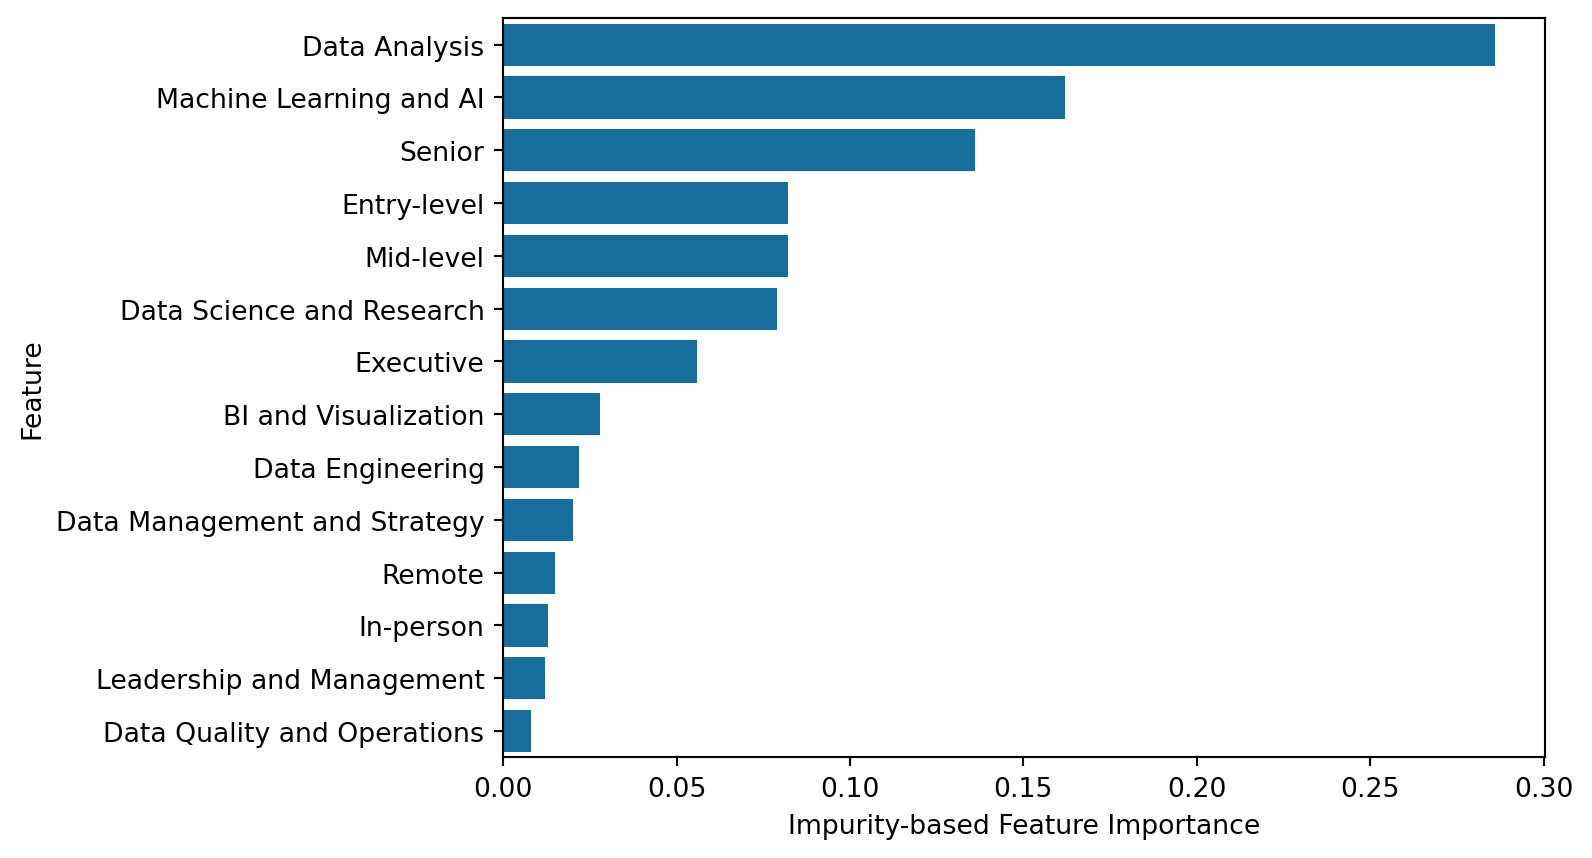 Data Analysis
Machine Learning and AI
Senior
Entry-level
Mid-level
Data Science and Research
Executive
BI and Visualization
Data Engineering
Data Management and Strategy
Remote
In-person
Leadership and Management
Data Quality and Operations
Feature
0.00 0.05 0.10 0.15 0.20 0.25 0.30
Impurity-based Feature Importance